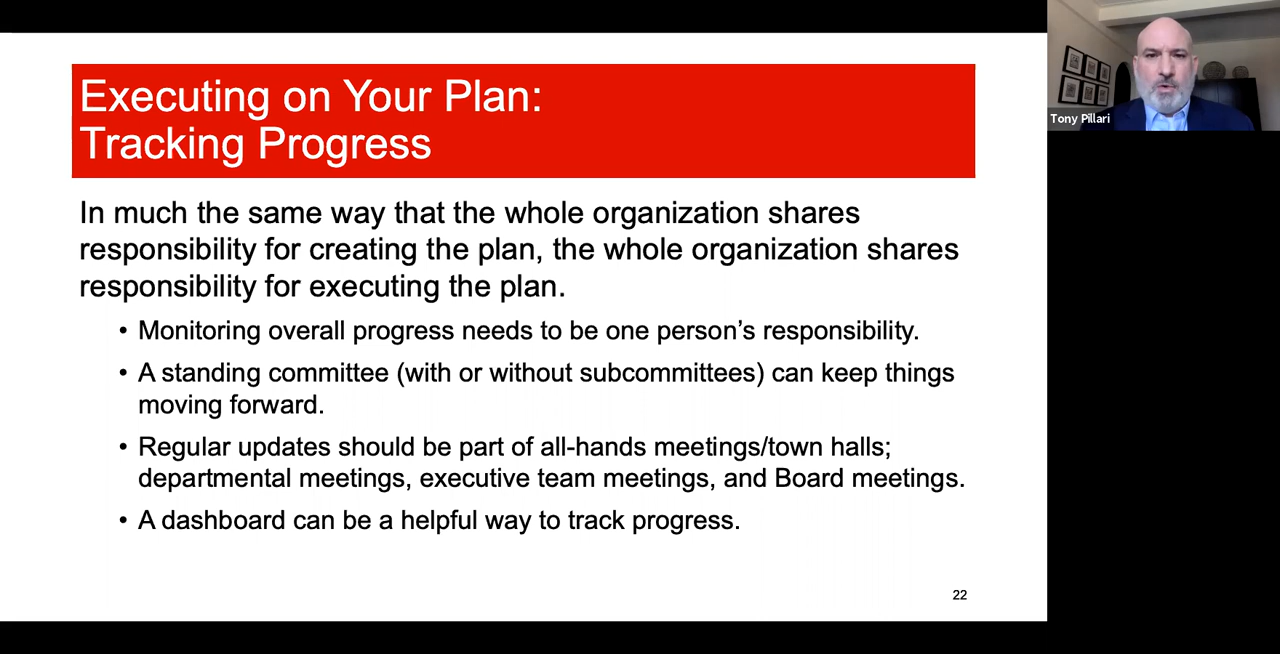 Executing on Your Plan:
Tracking Progress
In much the same way that the whole organization shares
responsibility for creating the plan, the whole organization shares
responsibility for executing the plan.
• Monitoring overall progress needs to be one person’s responsibility.
• A standing committee (with or without subcommittees) can keep things
moving forward.
• Regular updates should be part of all-hands meetings/town halls;
departmental meetings, executive team meetings, and Board meetings.
• A dashboard can be a helpful way to track progress.
22
Tony Pillari